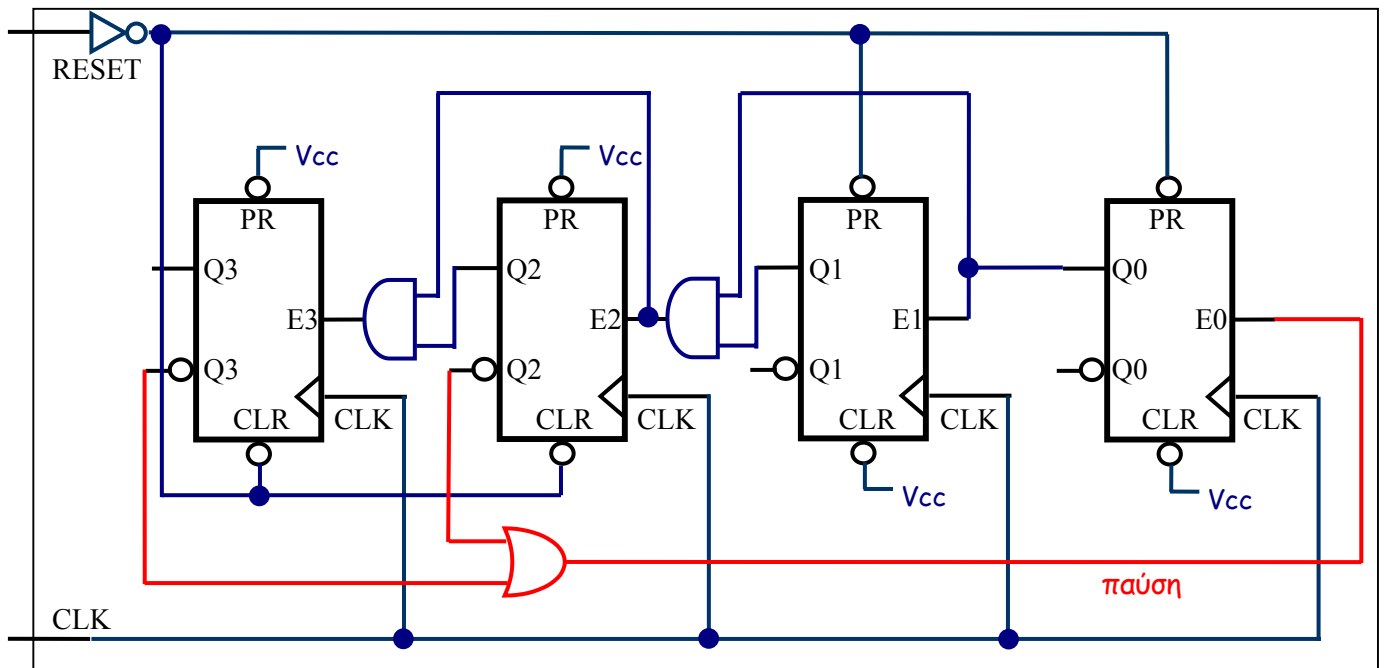 RESET
Vcc
Vcc
PR
PR
PR
PR
Q3
Q2
Q1
Q0
E3
E2
E1
E0
Q3
Q2
Q1
Q0
CLR
CLK
CLR
CLK
CLR
CLK
CLR
CLK
Vcc
Vcc
παύση
CLK